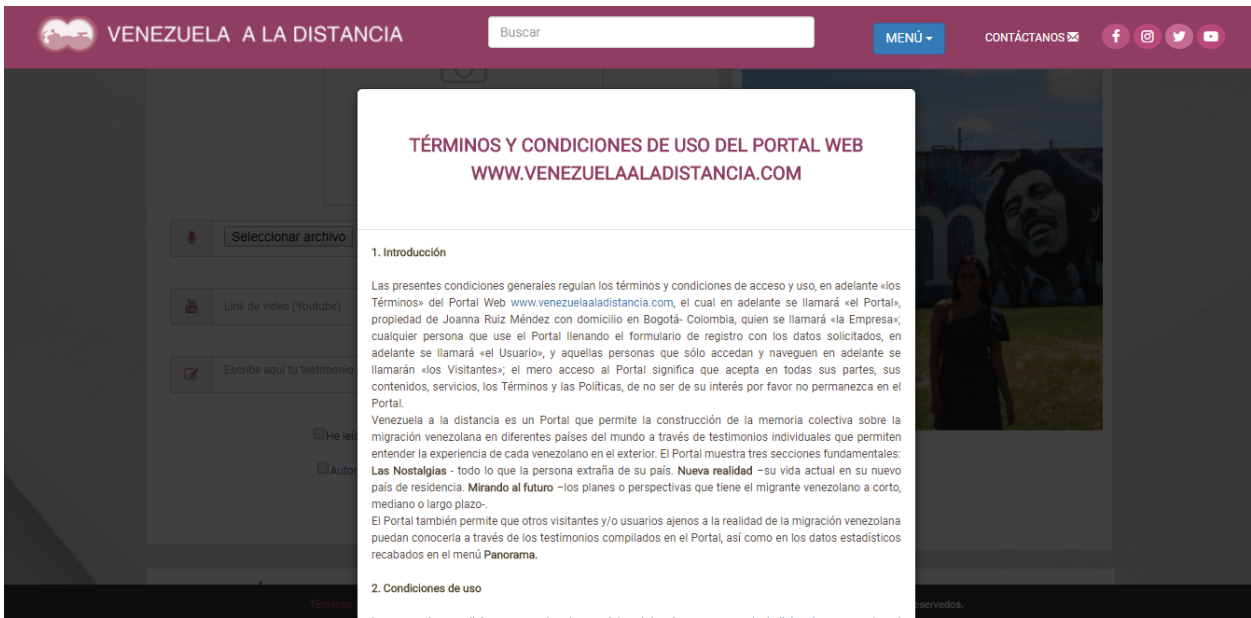 VENEZUELA A LA DISTANCIA
Buscar
MENÚ
CONTÁCTANOS
TÉRMINOS Y CONDICIONES DE USO DEL PORTAL WEB
WWW.VENEZUELAALADISTANCIA.COM
Seleccionar archivo
Link de video (Youtube)
Escribe aquí tu testimonio
He leí
Autor
1. Introducción
Las presentes condiciones generales regulan los términos y condiciones de acceso y uso, en adelante «los
Términos» del Portal Web www.venezuelaaladistancia.com, el cual en adelante se llamará «el Portal»,
propiedad de Joanna Ruiz Méndez con domicilio en Bogotá- Colombia, quien se llamará «la Empresa»;
cualquier persona que use el Portal llenando el formulario de registro con los datos solicitados, en
adelante se llamará «el Usuario», y aquellas personas que sólo accedan y naveguen en adelante se
llamarán «los Visitantes»; el mero acceso al Portal significa que acepta en todas sus partes, sus
contenidos, servicios, los Términos y las Políticas, de no ser de su interés por favor no permanezca en el
Portal.
Venezuela a la distancia es un Portal que permite la construcción de la memoria colectiva sobre la
migración venezolana en diferentes países del mundo a través de testimonios individuales que permiten
entender la experiencia de cada venezolano en el exterior. El Portal muestra tres secciones fundamentales:
Las Nostalgias - todo lo que la persona extraña de su país. Nueva realidad –su vida actual en su nuevo
país de residencia. Mirando al futuro –los planes o perspectivas que tiene el migrante venezolano a corto,
mediano o largo plazo-.
El Portal también permite que otros visitantes y/o usuarios ajenos a la realidad de la migración venezolana
puedan conocerla a través de los testimonios compilados en el Portal, así como en los datos estadísticos
recabados en el menú Panorama.
2. Condiciones de uso
Términos
eservados.